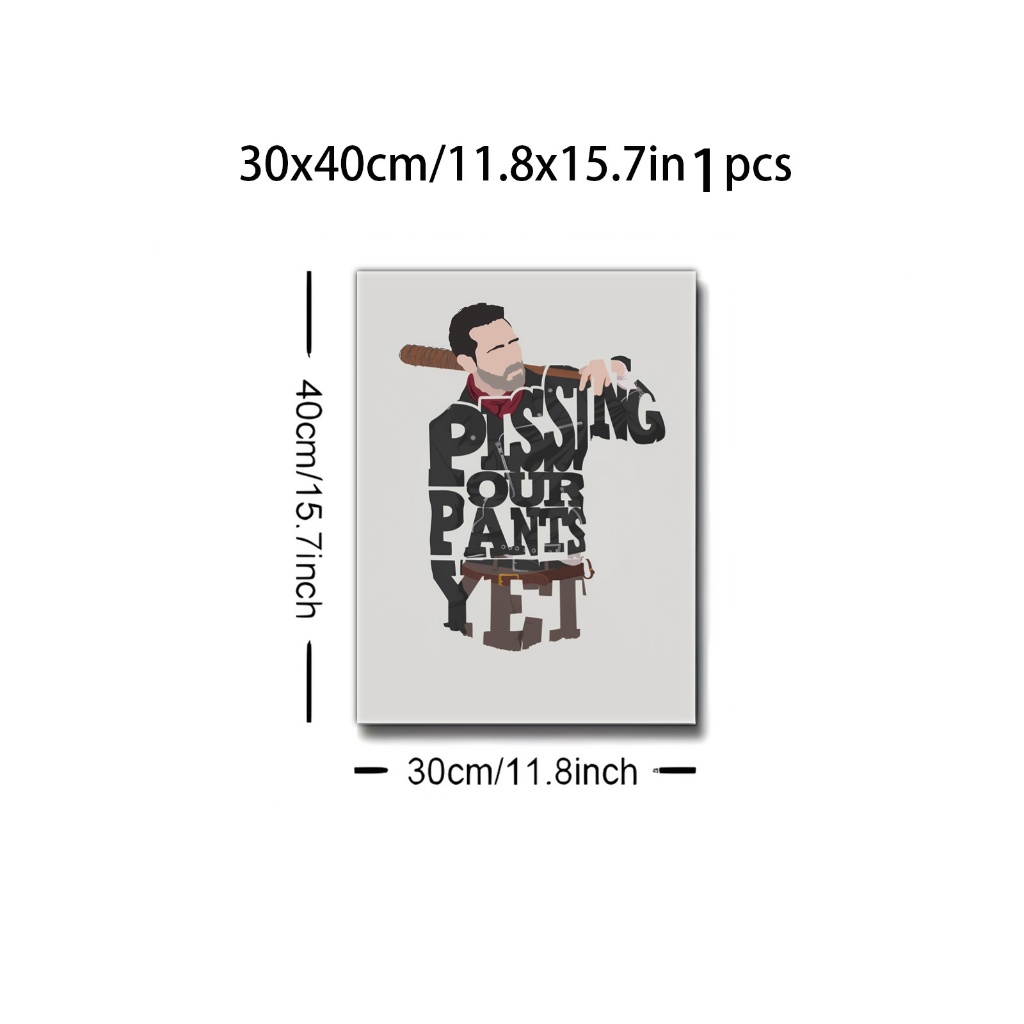 30x40cm/11.8x15.7in 1 pcs
40cm/15.7inch
PISSING
OUR
PANTS
YET
30cm/11.8inch